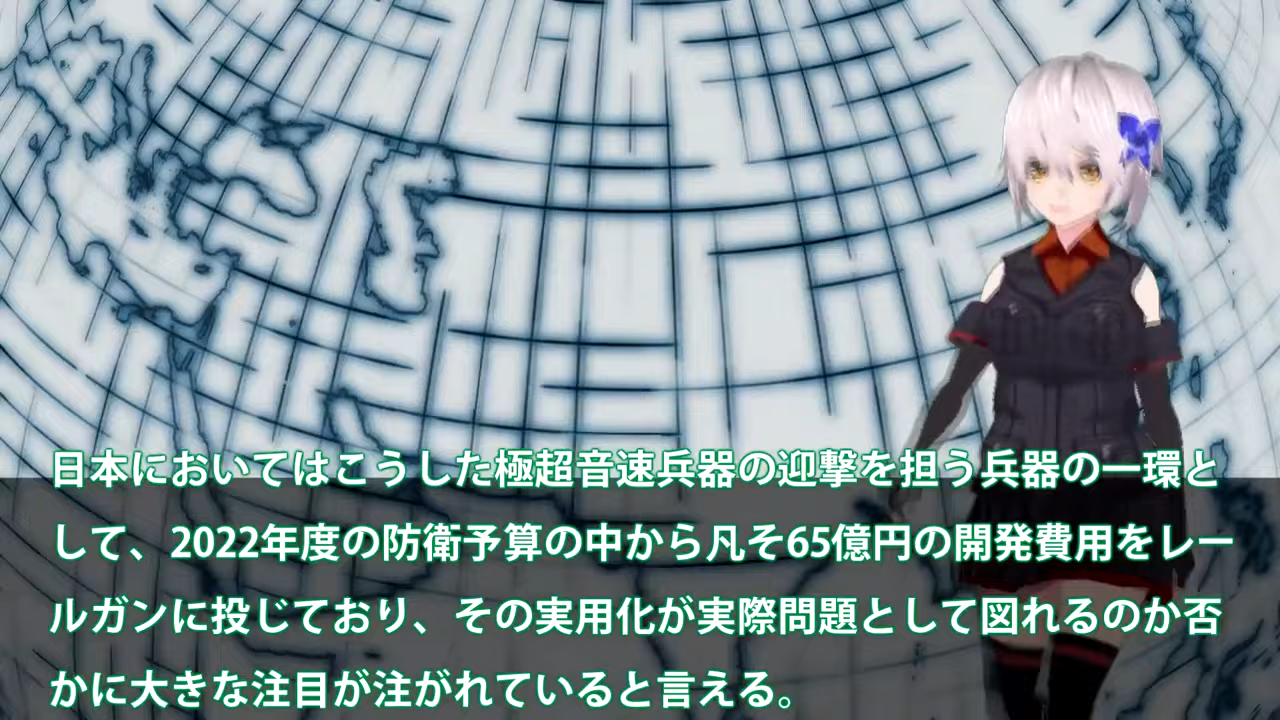 日本においてはこうした極超音速兵器の迎撃を担う兵器の一環と
して、2022年度の防衛予算の中から凡そ65億円の開発費用をレー
ルガンに投じており、その実用化が実際問題として図れるのか否
かに大きな注目が注がれていると言える。